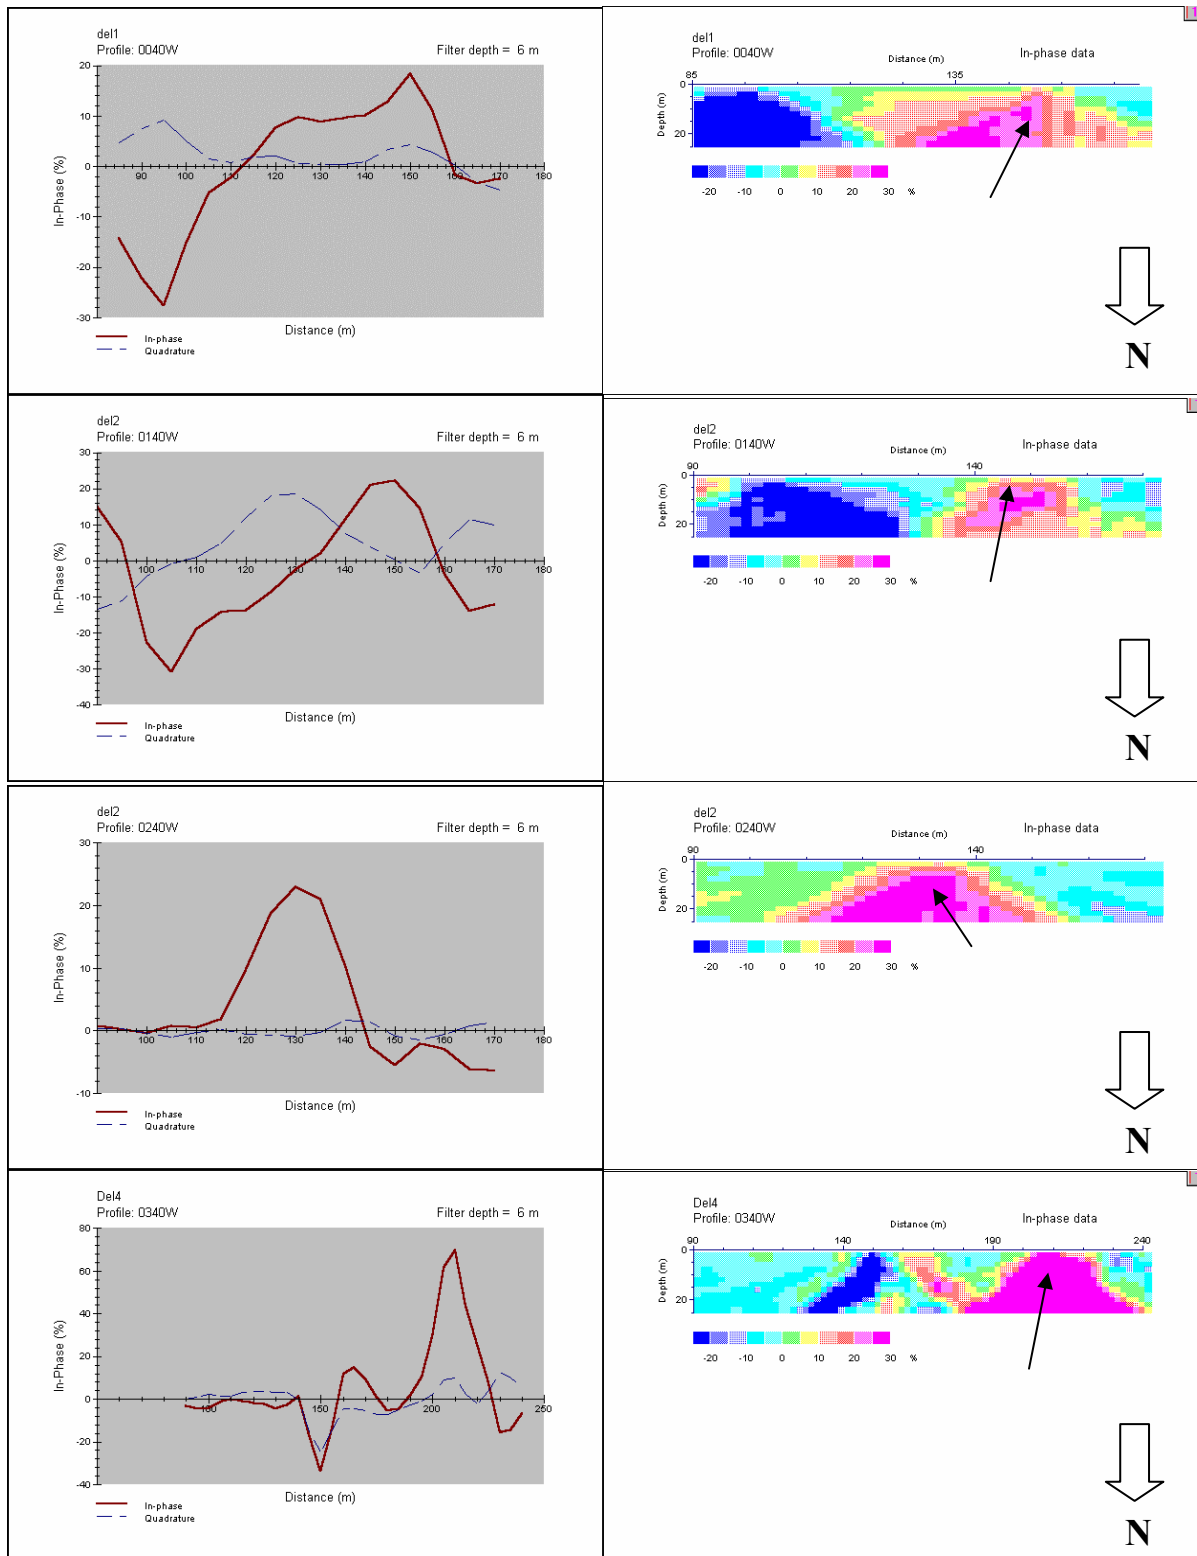 del1
Profile: 0040W Filter depth = 6 m
20
10
0
-10
-20
-30
90 100 110 120 130 140 150 160 170 180
In-Phase (%)
Distance (m)
In-phase
Quadrature
del1
Profile: 0040W Distance (m) In-phase data
85 135
0
20
Depth (m)
-20 -10 0 10 20 30 %
N
del2
Profile: 0140W Filter depth = 6 m
30
20
10
0
-10
-20
-30
-40
100 110 120 130 140 150 160 170 180
In-Phase (%)
Distance (m)
In-phase
Quadrature
del2
Profile: 0140W Distance (m) In-phase data
90 140
0
20
Depth (m)
-20 -10 0 10 20 30 %
N
del2
Profile: 0240W Filter depth = 6 m
30
20
10
0
-10
100 110 120 130 140 150 160 170 180
In-Phase (%)
Distance (m)
In-phase
Quadrature
del2
Profile: 0240W Distance (m) In-phase data
90 140
0
20
Depth (m)
-20 -10 0 10 20 30 %
N
Del4
Profile: 0340W Filter depth = 6 m
80
60
40
20
0
-20
-40
100 150 200 250
In-Phase (%)
Distance (m)
In-phase
Quadrature
Del4
Profile: 0340W Distance (m) In-phase data
90 140 190 240
0
20
Depth (m)
-20 -10 0 10 20 30 %
N